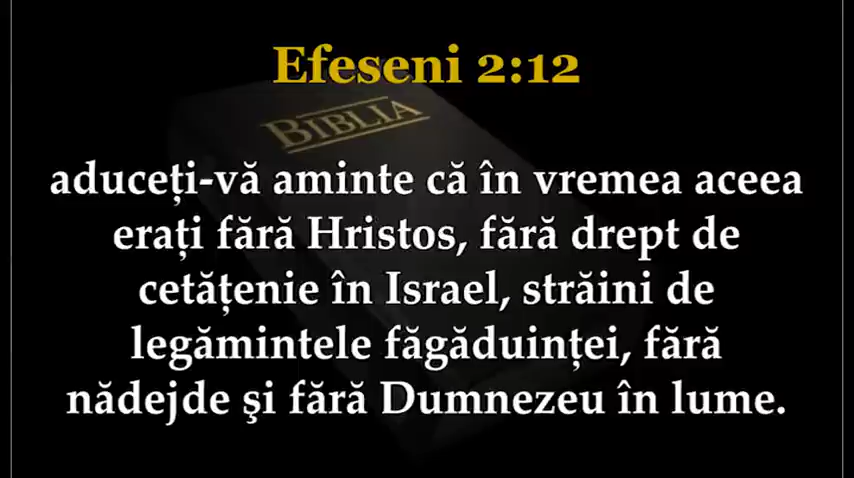 Efeseni 2:12
BIBLIA
aduceți-vă aminte că în vremea aceea
erați fără Hristos, fără drept de
cetățenie în Israel, străini de
legămintele făgăduinței, fără
nădejde şi fără Dumnezeu în lume.